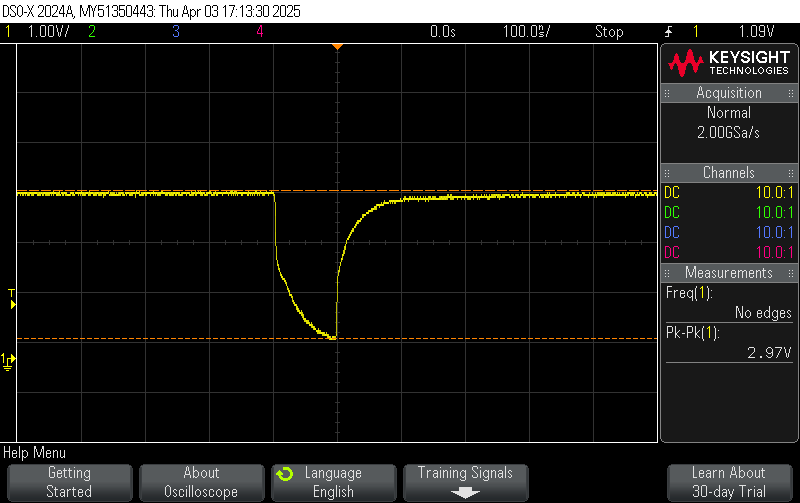 DSO-X 2024A, MY51350443: Thu Apr 03 17:13:30 2025
1 1.00V/ 2 3 4 0.0s 100.0ns/ Stop 1 1.09V
KEYSIGHT
TECHNOLOGIES
Acquisition
Normal
2.00GSa/s
Channels
DC 10.0:1
DC 10.0:1
DC 10.0:1
DC 10.0:1
Measurements
Freq(1):
No edges
Pk-Pk(1):
2.97V
T
1
Help Menu
Getting
Started
About
Oscilloscope
Language
English
Training Signals
Learn About
30-day Trial